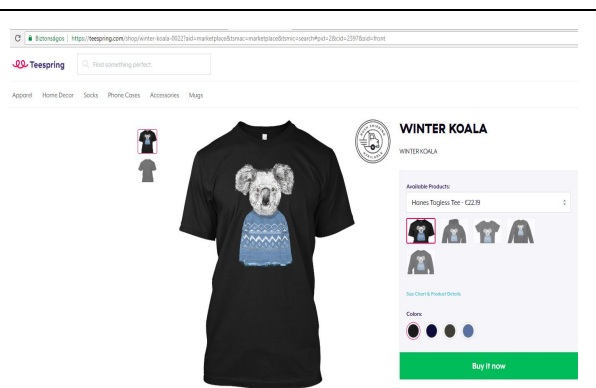 Biztonságos | https://teespring.com/shop/winter-koala-0022?aid=marketplace&tsmac=marketplace&tsmic=search#pid=2&cid=2397&sid=front
Teespring
Find something perfect
Apparel Home Decor Socks Phone Cases Accessories Mugs
WINTER KOALA
WINTER KOALA
Available Products:
Hanes Tagless Tee - €22.19
Size Chart & Product Details
Colors:
Buy it now